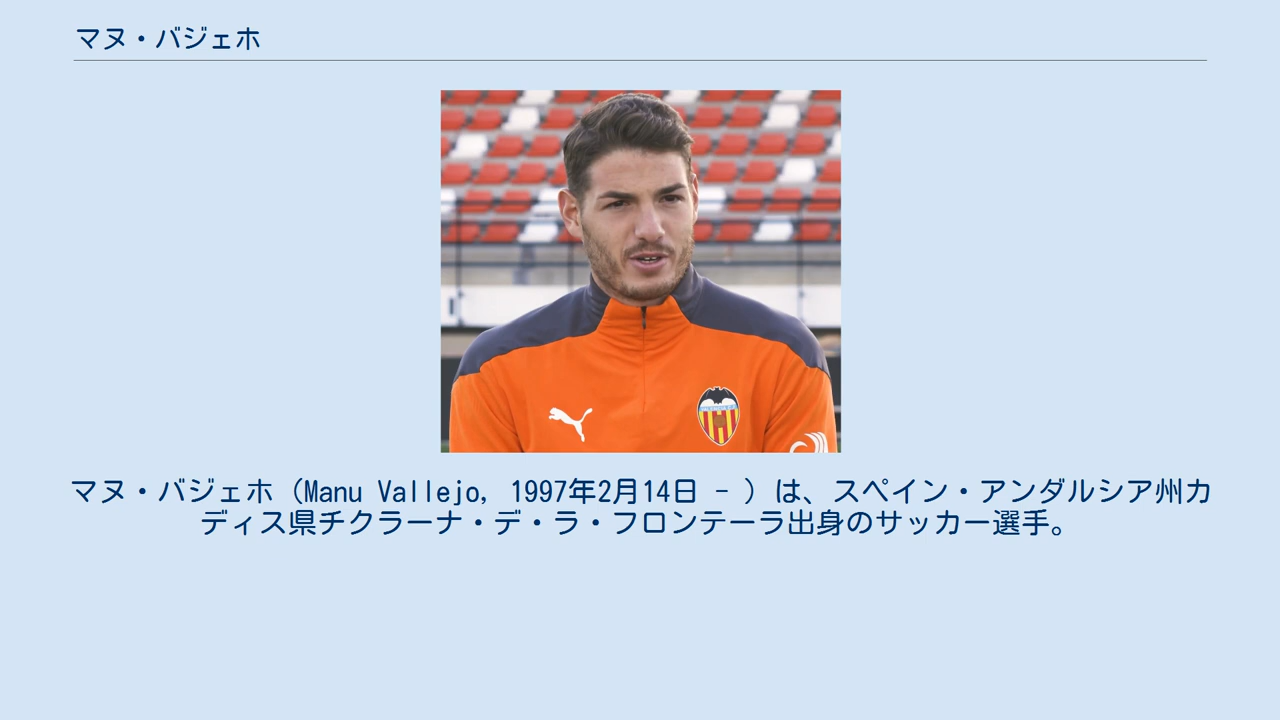 マヌ・バジェホ
マヌ・バジェホ（Manu Vallejo, 1997年2月14日 - ）は、スペイン・アンダルシア州カ
ディス県チクラーナ・デ・ラ・フロンテーラ出身のサッカー選手。